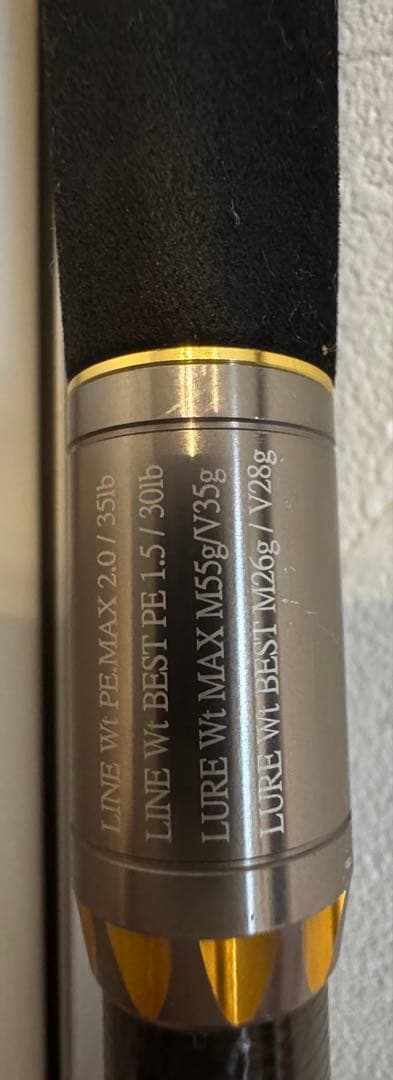 LINE Wt PE.MAX 2.0 / 35lb
LINE Wt BEST PE 1.5 / 30lb
LURE Wt MAX M55g/V35g
LURE Wt BEST M26g / V28g